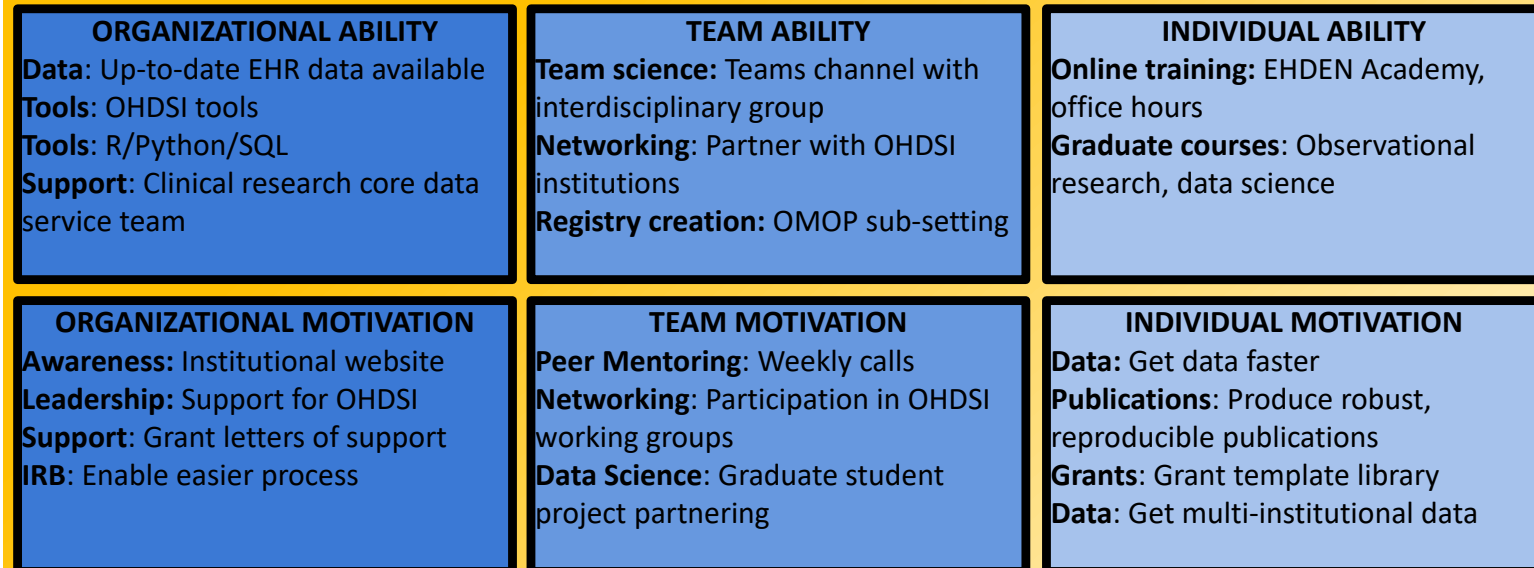 ORGANIZATIONAL ABILITY
Data: Up-to-date EHR data available
Tools: OHDSI tools
Tools: R/Python/SQL
Support: Clinical research core data
service team
TEAM ABILITY
Team science: Teams channel with
interdisciplinary group
Networking: Partner with OHDSI
institutions
Registry creation: OMOP sub-setting
INDIVIDUAL ABILITY
Online training: EHDEN Academy,
office hours
Graduate courses: Observational
research, data science
ORGANIZATIONAL MOTIVATION
Awareness: Institutional website
Leadership: Support for OHDSI
Support: Grant letters of support
IRB: Enable easier process
TEAM MOTIVATION
Peer Mentoring: Weekly calls
Networking: Participation in OHDSI
working groups
Data Science: Graduate student
project partnering
INDIVIDUAL MOTIVATION
Data: Get data faster
Publications: Produce robust,
reproducible publications
Grants: Grant template library
Data: Get multi-institutional data